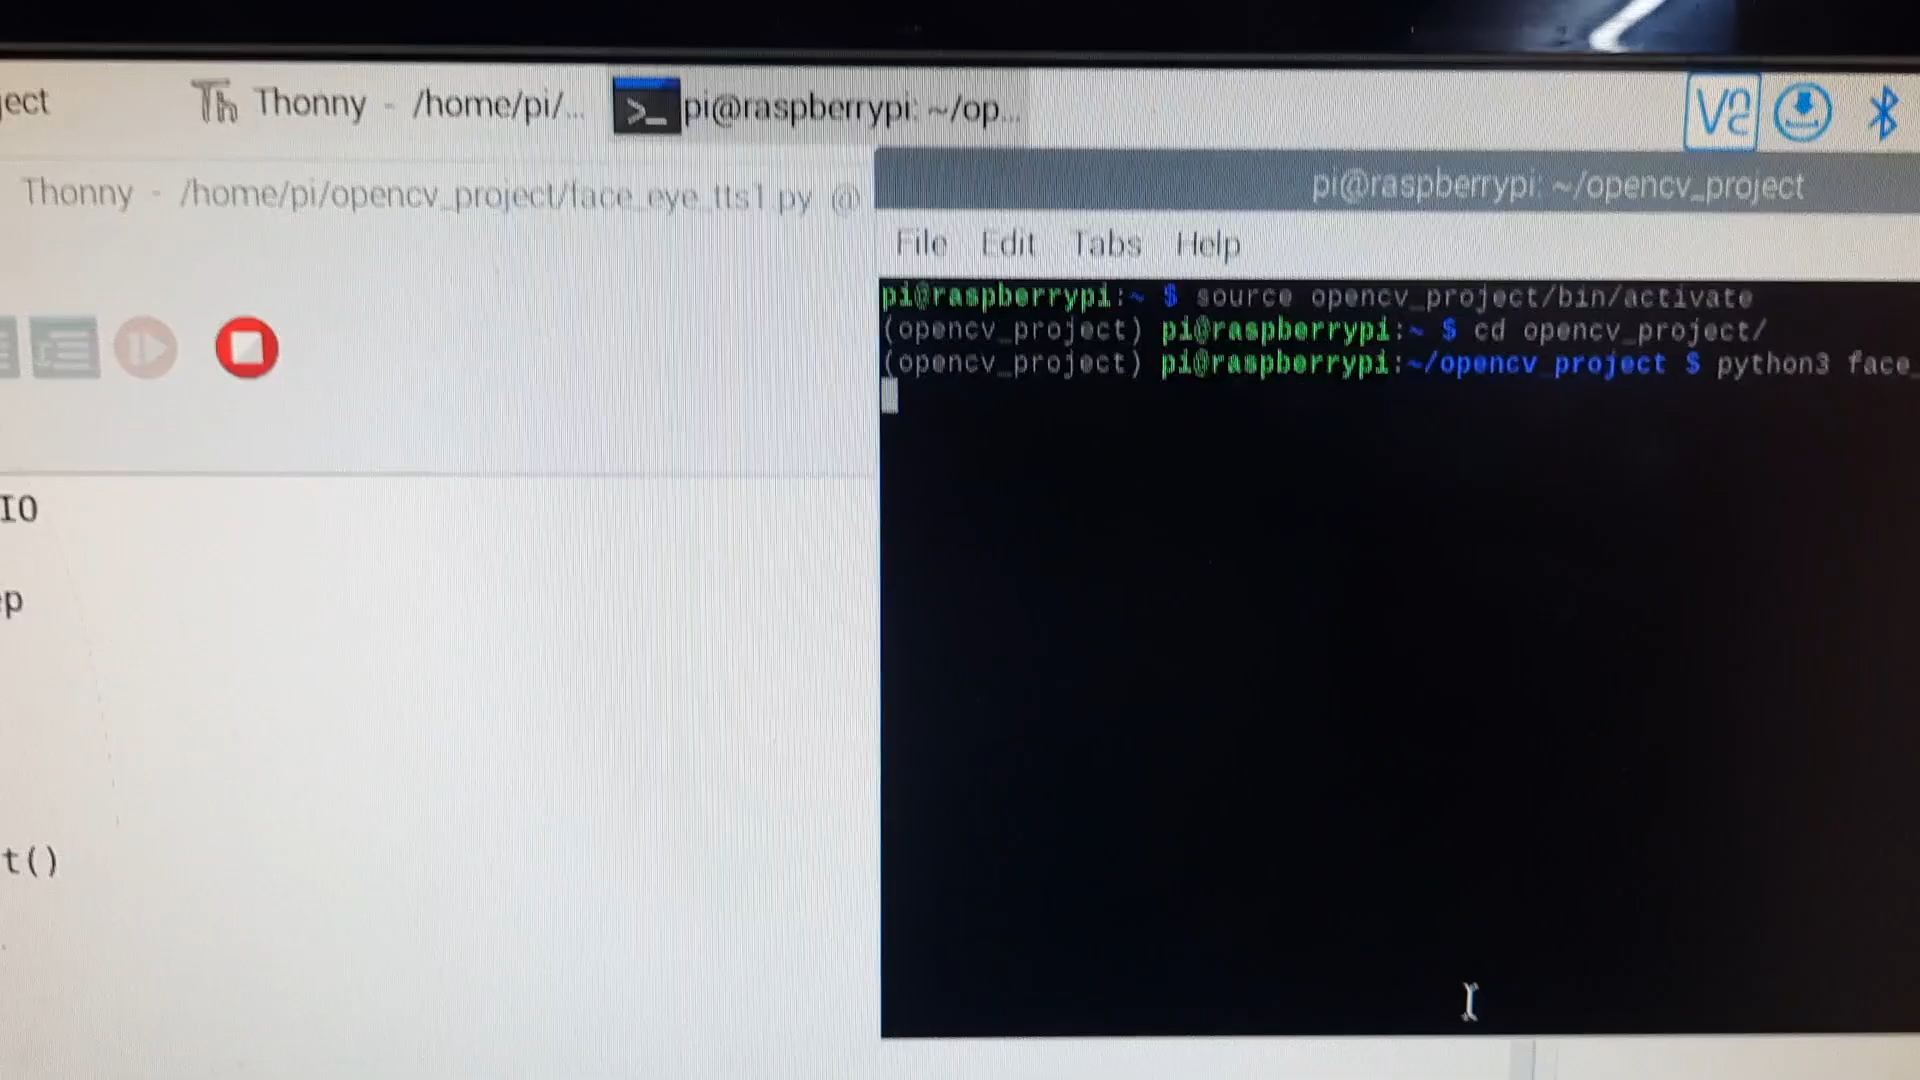 ject
Thonny - /home/pi/...
pi@raspberrypi: ~/op...
Thonny - /home/pi/opencv_project/face_eye_tts1.py @
pi@raspberrypi: ~/opencv_project
File Edit Tabs Help
pi@raspberrypi:~ $ source opencv_project/bin/activate
(opencv_project) pi@raspberrypi:~ $ cd opencv_project/
(opencv_project) pi@raspberrypi:~/opencv_project $ python3 face_
IO
p
t()